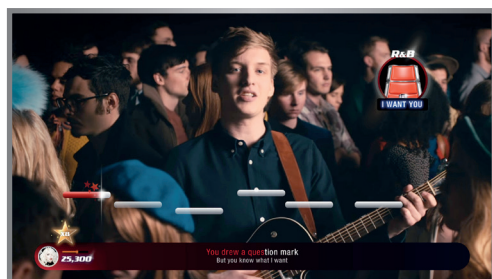 R&B
I WANT YOU
25,300
You drew a question mark
But you know what I want